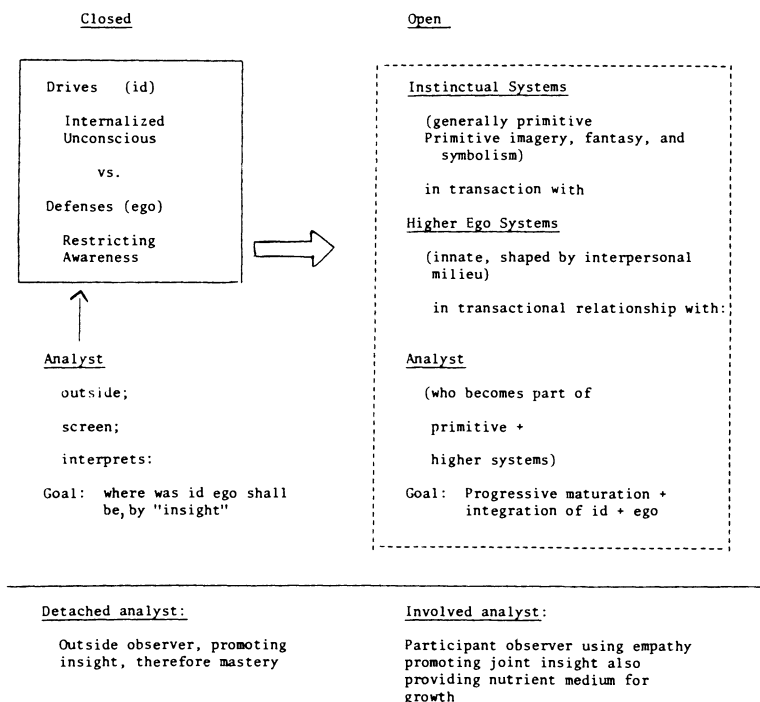 Closed
Drives (id)
Internalized
Unconscious
vs.
Defenses (ego)
Restricting
Awareness
Analyst
outside;
screen;
interprets:
Goal: where was id ego shall
be, by "insight"
Open
Instinctual Systems
(generally primitive
Primitive imagery, fantasy, and
symbolism)
in transaction with
Higher Ego Systems
(innate, shaped by interpersonal
milieu)
in transactional relationship with:
Analyst
(who becomes part of
primitive +
higher systems)
Goal: Progressive maturation +
integration of id + ego
Detached analyst:
Outside observer, promoting
insight, therefore mastery
Involved analyst:
Participant observer using empathy
promoting joint insight also
providing nutrient medium for
growth